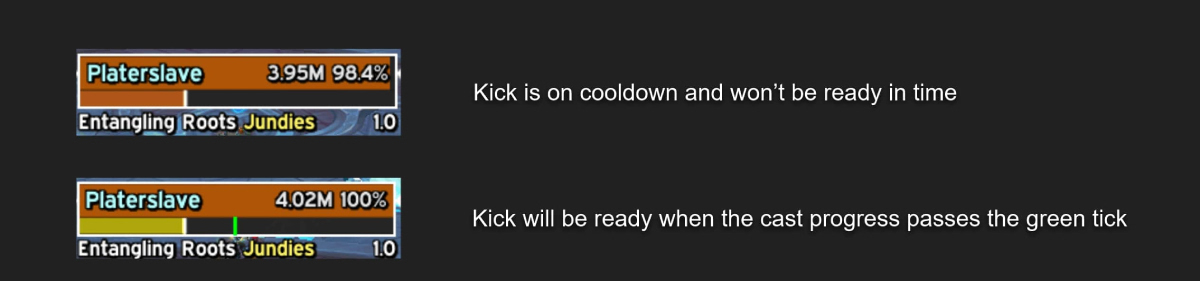 Platerslave 3.95M 98.4%
Kick is on cooldown and won't be ready in time
Entangling Roots Jundies 1.0
Platerslave 4.02M 100%
Kick will be ready when the cast progress passes the green tick
Entangling Roots Jundies 1.0